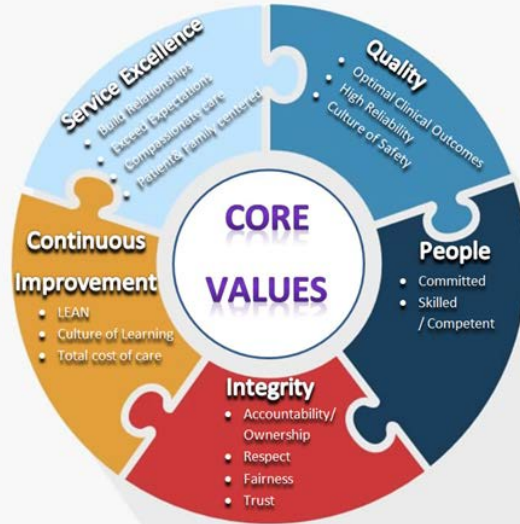 CORE
VALUES
Service Excellence
• Build Relationships
• Exceed Expectations
• Compassionate care
• Patient& Family Centered
Quality
• Optimal Clinical Outcomes
• High Reliability
• Culture of Safety
People
• Committed
• Skilled
/ Competent
Integrity
• Accountability/
Ownership
• Respect
• Fairness
• Trust
Continuous
Improvement
• LEAN
• Culture of Learning
• Total cost of care